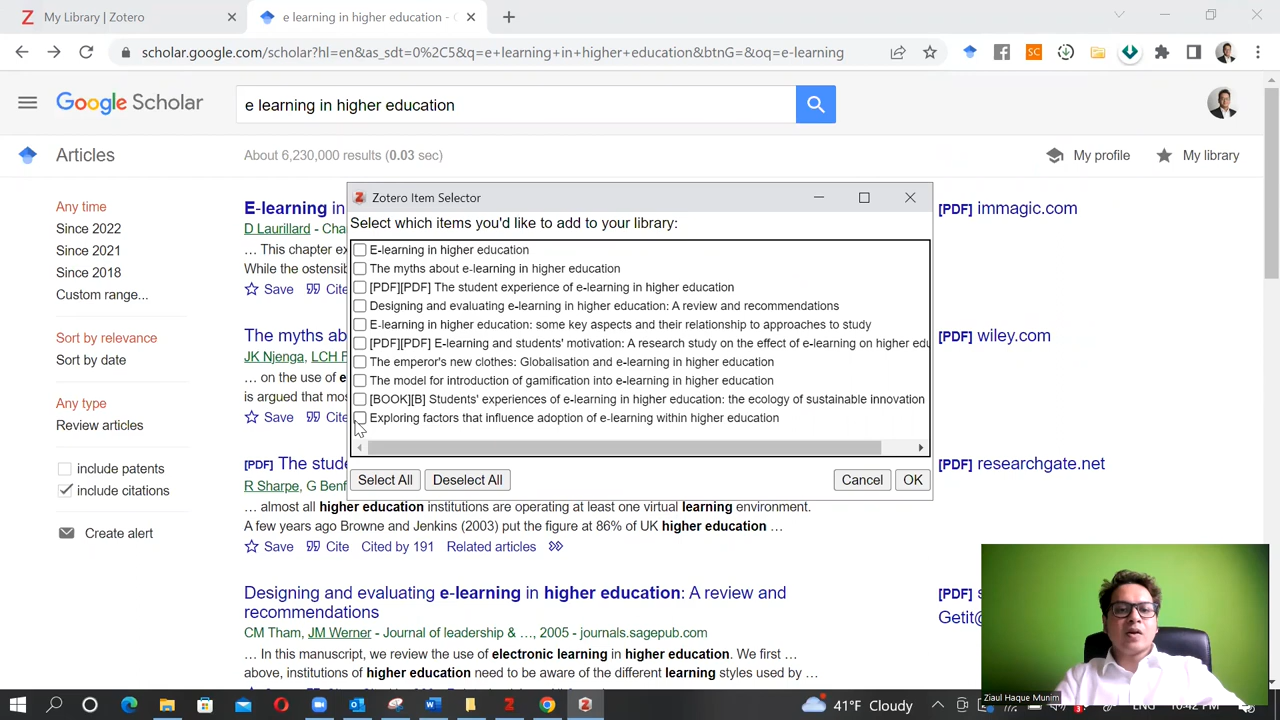 My Library | Zotero
e learning in higher education -
scholar.google.com/scholar?hl=en&as_sdt=0%2C5&q=e+learning+in+higher+education&btnG=&oq=e-learning
SC
Google Scholar
e learning in higher education
Articles
About 6,230,000 results (0.03 sec)
My profile
My library
Any time
Since 2022
Since 2021
Since 2018
Custom range...
Sort by relevance
Sort by date
Any type
Review articles
include patents
include citations
Create alert
E-learning in
D Laurillard - Cha
... This chapter ex
While the ostensib
Save
Cite
[PDF] immagic.com
The myths ab
JK Njenga, LCH F
... on the use of e
is argued that mos
Save
Cite
[PDF] wiley.com
Zotero Item Selector
Select which items you'd like to add to your library:
E-learning in higher education
The myths about e-learning in higher education
[PDF][PDF] The student experience of e-learning in higher education
Designing and evaluating e-learning in higher education: A review and recommendations
E-learning in higher education: some key aspects and their relationship to approaches to study
[PDF][PDF] E-learning and students' motivation: A research study on the effect of e-learning on higher edu
The emperor's new clothes: Globalisation and e-learning in higher education
The model for introduction of gamification into e-learning in higher education
[BOOK][B] Students' experiences of e-learning in higher education: the ecology of sustainable innovation
Exploring factors that influence adoption of e-learning within higher education
Select All
Deselect All
Cancel
OK
[PDF] The stude
R Sharpe, G Benf
... almost all higher education institutions are operating at least one virtual learning environment.
A few years ago Browne and Jenkins (2003) put the figure at 86% of UK higher education ...
Save
Cite
Cited by 191
Related articles
[PDF] researchgate.net
Designing and evaluating e-learning in higher education: A review and
recommendations
CM Tham, JM Werner - Journal of leadership & ..., 2005 - journals.sagepub.com
... In this manuscript, we review the use of electronic learning in higher education. We first ...
above, institutions of higher education need to be aware of the different learning styles used by ...
[PDF] s
Getit@
Ziaul Haque Munim
41°F Cloudy
ENG
10:42 PM